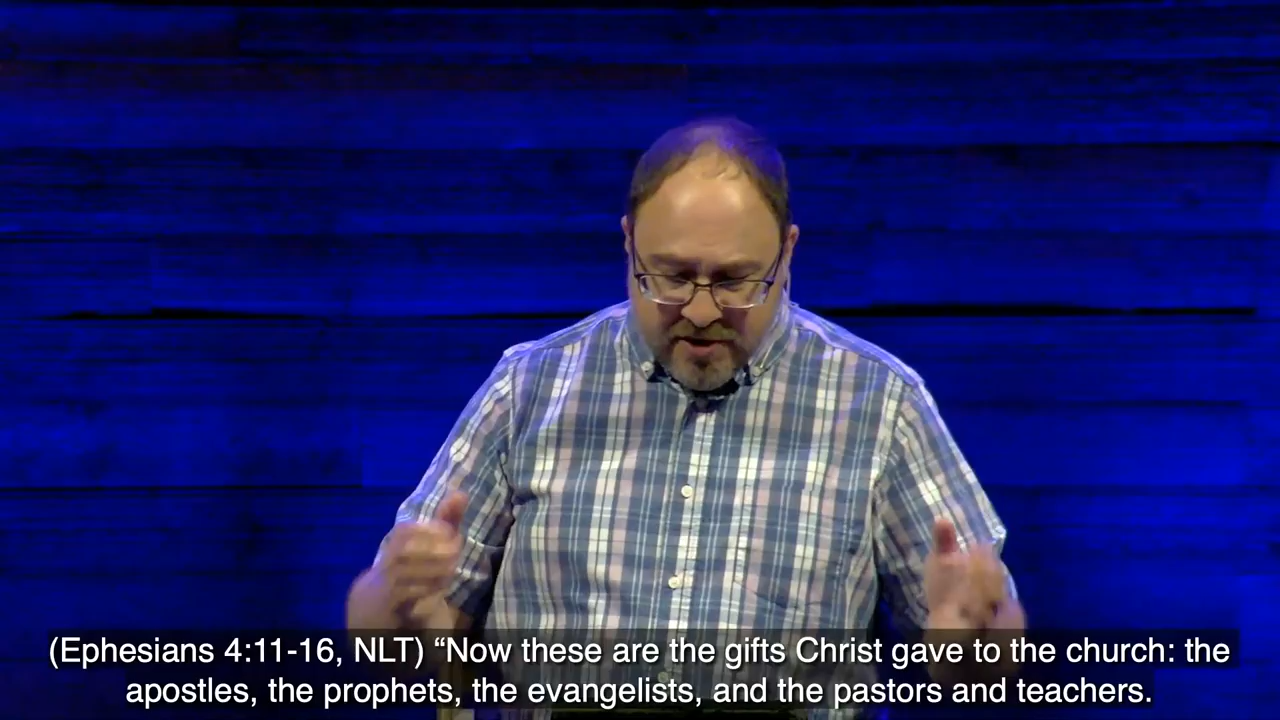 (Ephesians 4:11-16, NLT) “Now these are the gifts Christ gave to the church: the
apostles, the prophets, the evangelists, and the pastors and teachers.